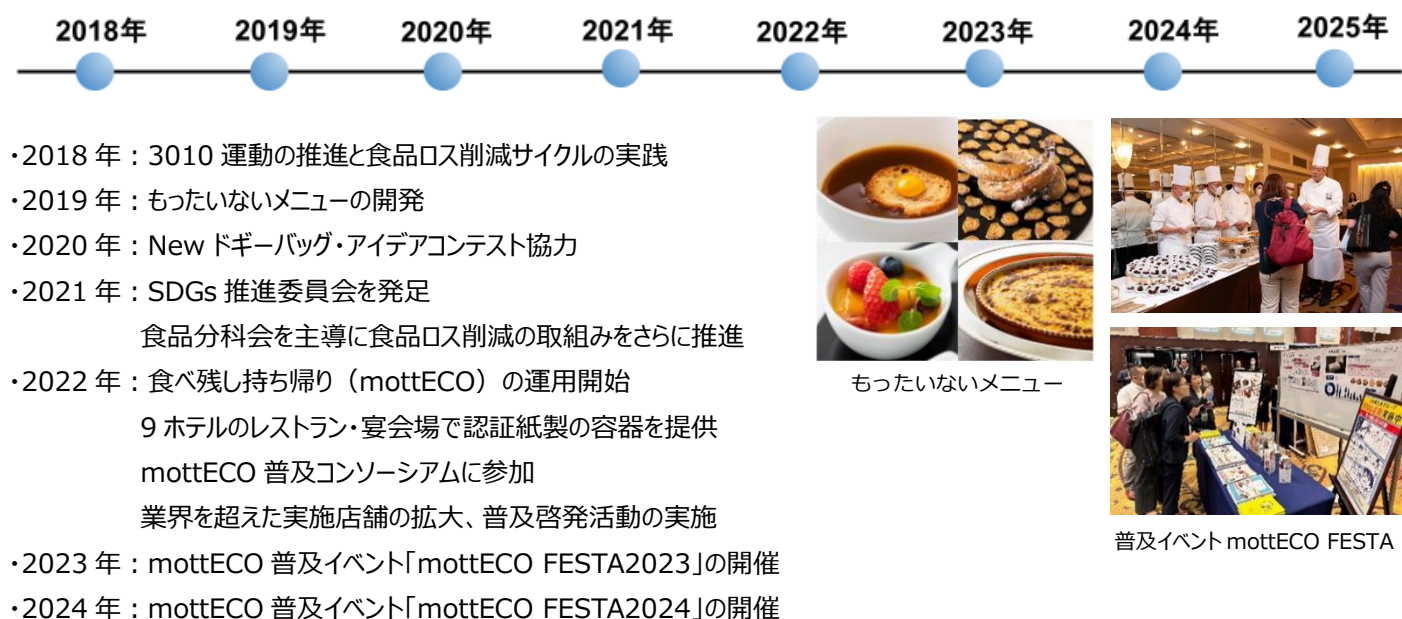 2018年 2019年 2020年 2021年 2022年 2023年 2024年 2025年
・2018 年：3010 運動の推進と食品ロス削減サイクルの実践
・2019 年：もったいないメニューの開発
・2020 年：New ドギーバッグ・アイデアコンテスト協力
・2021 年：SDGs 推進委員会を発足
食品分科会を主導に食品ロス削減の取組みをさらに推進
・2022 年：食べ残し持ち帰り（mottECO）の運用開始
9 ホテルのレストラン・宴会場で認証紙製の容器を提供
mottECO 普及コンソーシアムに参加
業界を超えた実施店舗の拡大、普及啓発活動の実施
・2023 年：mottECO 普及イベント「mottECO FESTA2023」の開催
・2024 年：mottECO 普及イベント「mottECO FESTA2024」の開催
もったいないメニュー
普及イベント mottECO FESTA